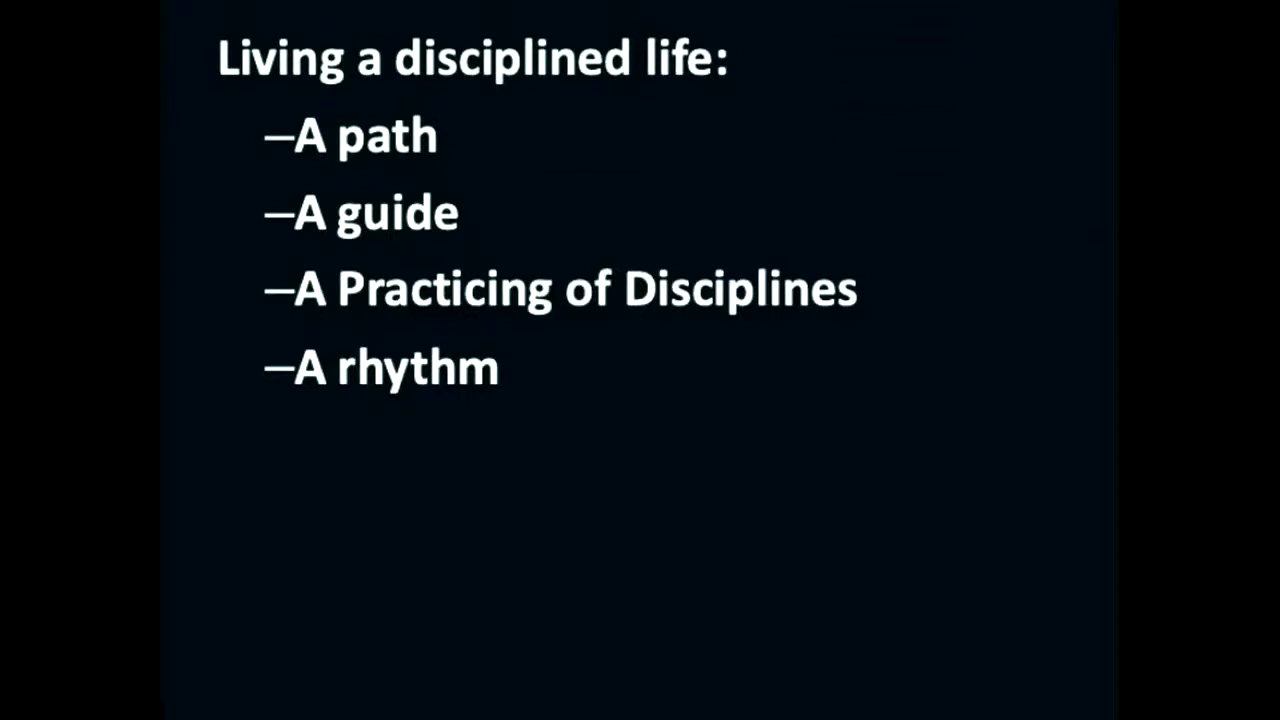 Living a disciplined life:
–A path
–A guide
–A Practicing of Disciplines
–A rhythm